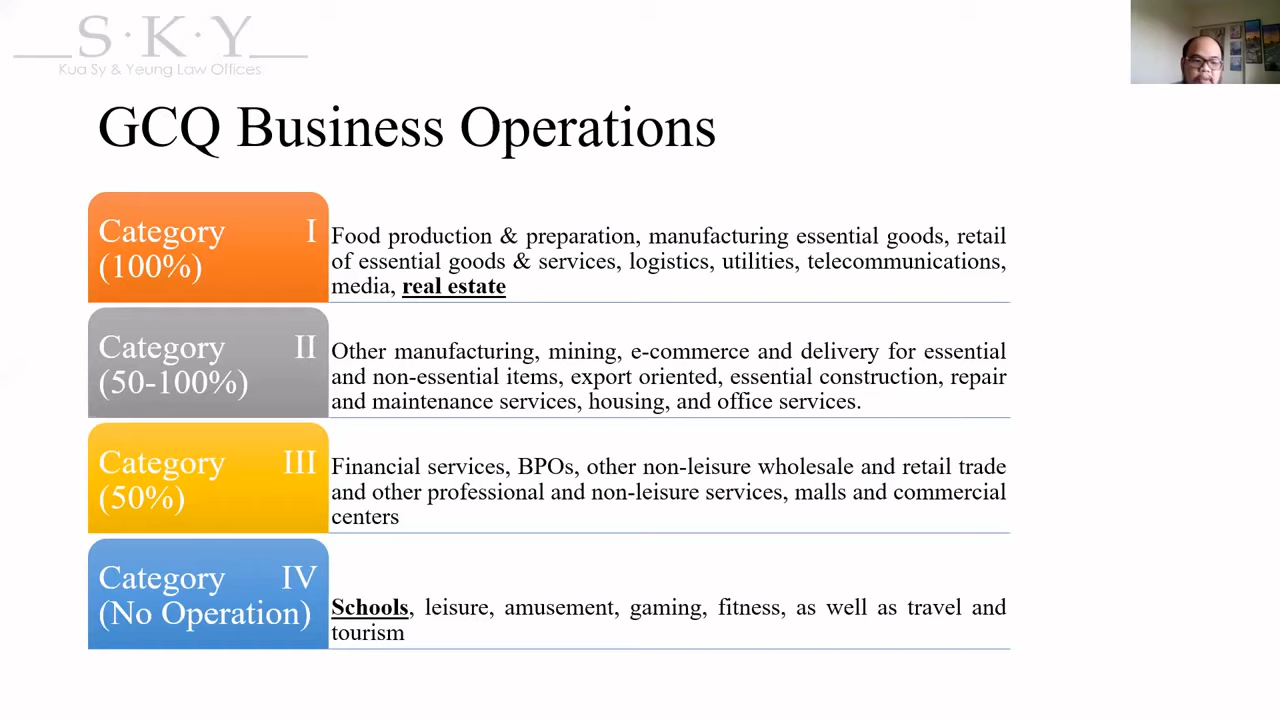 S·K·Y
Kua Sy & Yeung Law Offices
GCQ Business Operations
Category I
(100%)
Food production & preparation, manufacturing essential goods, retail
of essential goods & services, logistics, utilities, telecommunications,
media, real estate
Category II
(50-100%)
Other manufacturing, mining, e-commerce and delivery for essential
and non-essential items, export oriented, essential construction, repair
and maintenance services, housing, and office services.
Category III
(50%)
Financial services, BPOs, other non-leisure wholesale and retail trade
and other professional and non-leisure services, malls and commercial
centers
Category IV
(No Operation)
Schools, leisure, amusement, gaming, fitness, as well as travel and
tourism